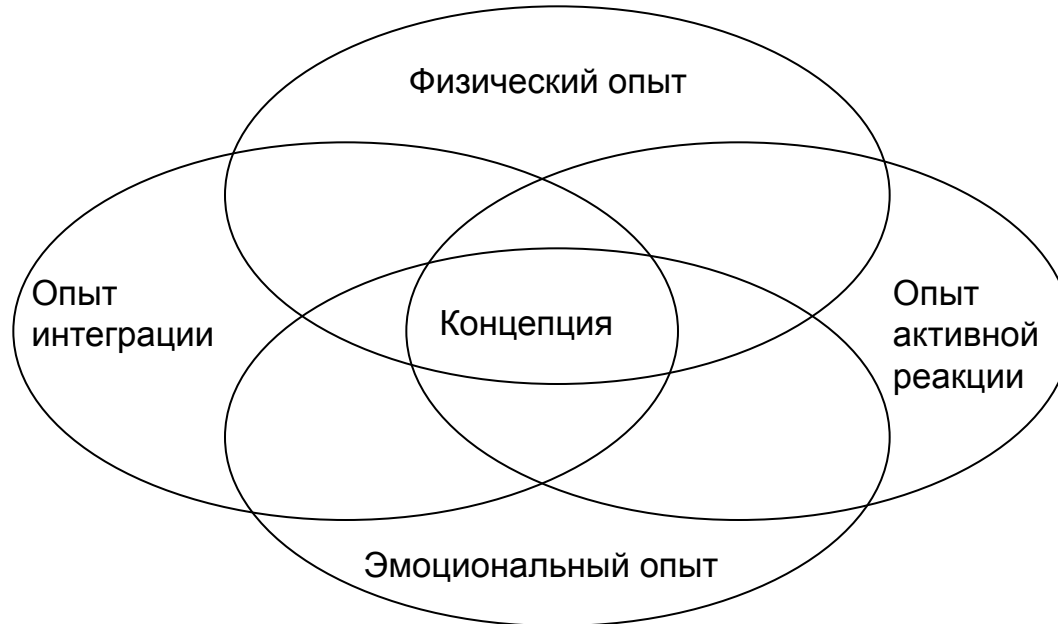 Физический опыт
Опыт
интеграции
Концепция
Опыт
активной
реакции
Эмоциональный опыт